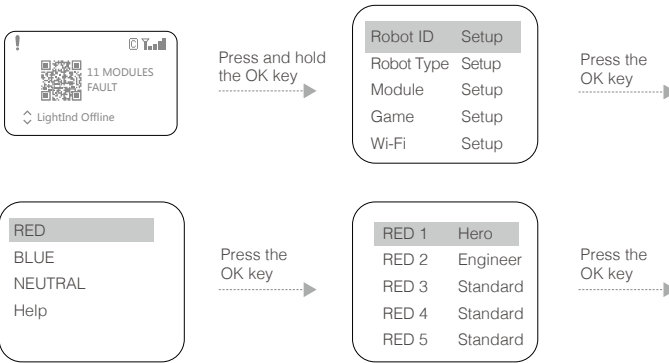 ! C
11 MODULES
FAULT
LightInd Offline
Press and hold
the OK key
Robot ID Setup
Robot Type Setup
Module Setup
Game Setup
Wi-Fi Setup
Press the
OK key
RED
BLUE
NEUTRAL
Help
Press the
OK key
RED 1 Hero
RED 2 Engineer
RED 3 Standard
RED 4 Standard
RED 5 Standard
Press the
OK key